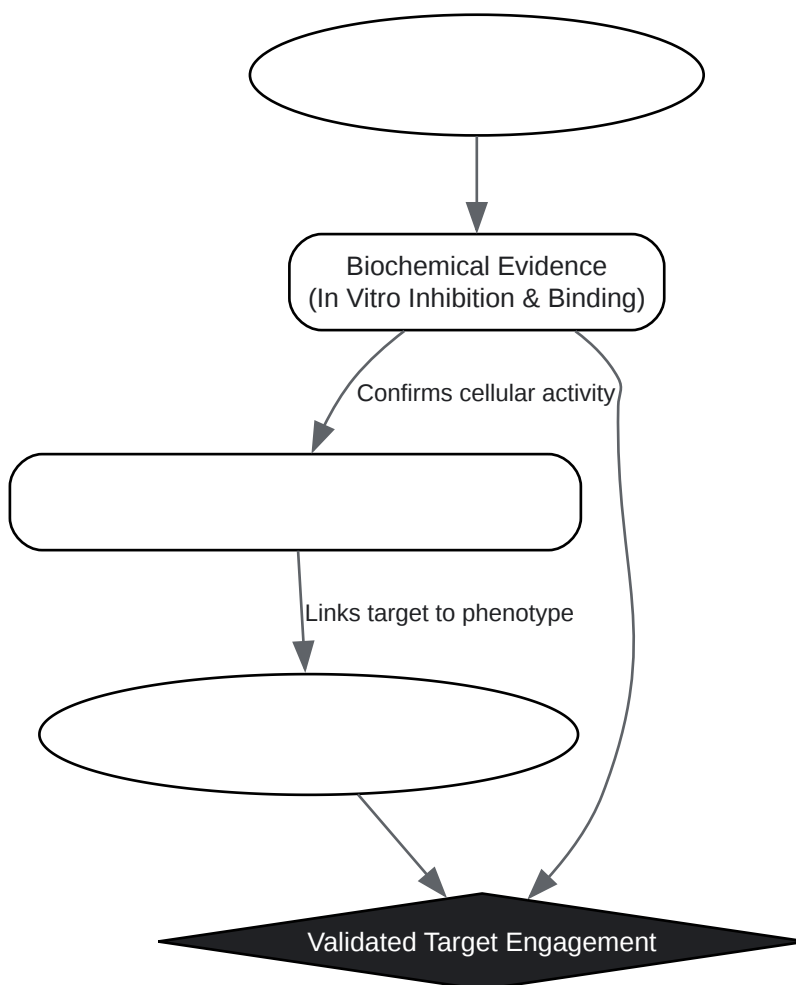 Biochemical Evidence
(In Vitro Inhibition & Binding)
Confirms cellular activity
Links target to phenotype
Validated Target Engagement